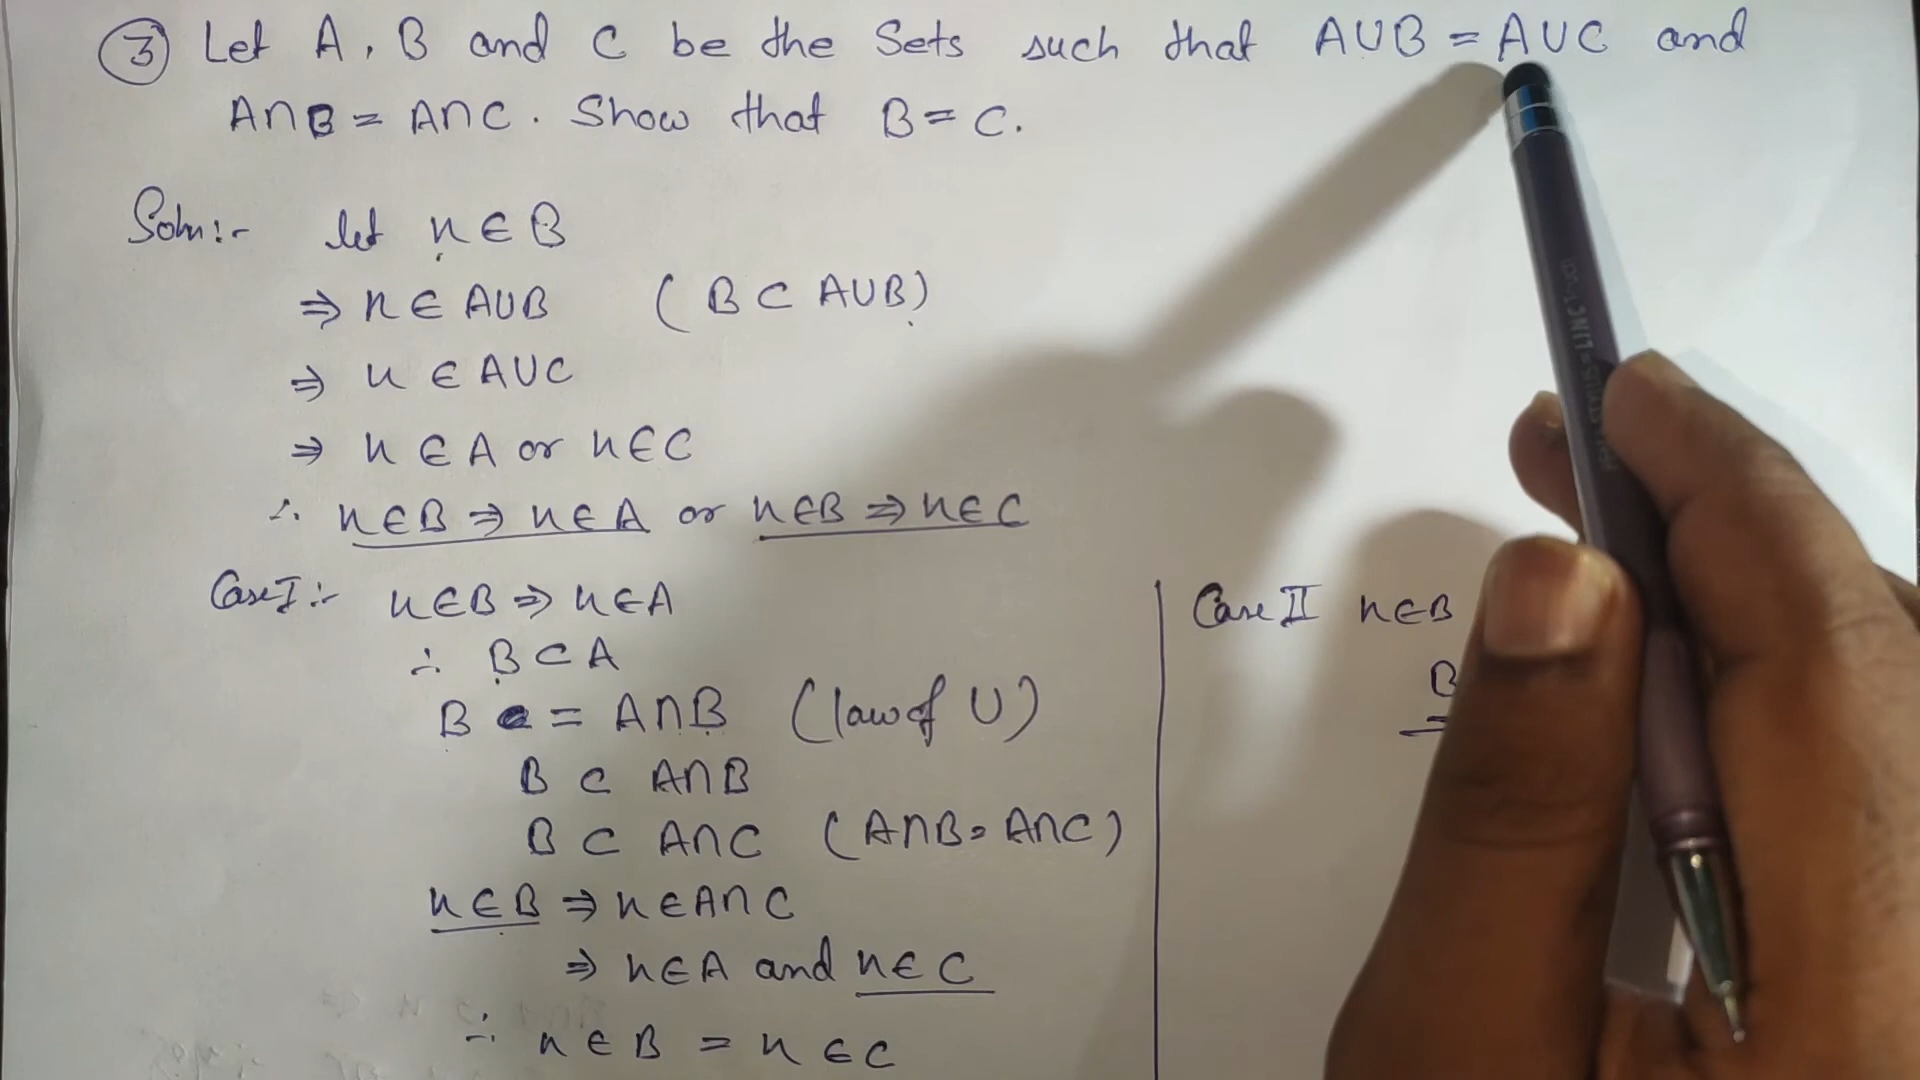 ③ Let A, B and C be the Sets such that A∪B = A∪C and
A∩B = A∩C. Show that B = C.
Soln:- let x∈B
⇒ x∈A∪B (B⊂A∪B)
⇒ x∈A∪C
⇒ x∈A or x∈C
∴ x∈B⇒x∈A or x∈B⇒x∈C
Case I:- x∈B⇒x∈A
∴ B⊂A
B = A∩B (law of U)
B ⊂ A∩B
B ⊂ A∩C (A∩B=A∩C)
x∈B ⇒ x∈A∩C
⇒ x∈A and x∈C
∴ x∈B = x∈C
Case II x∈B
B